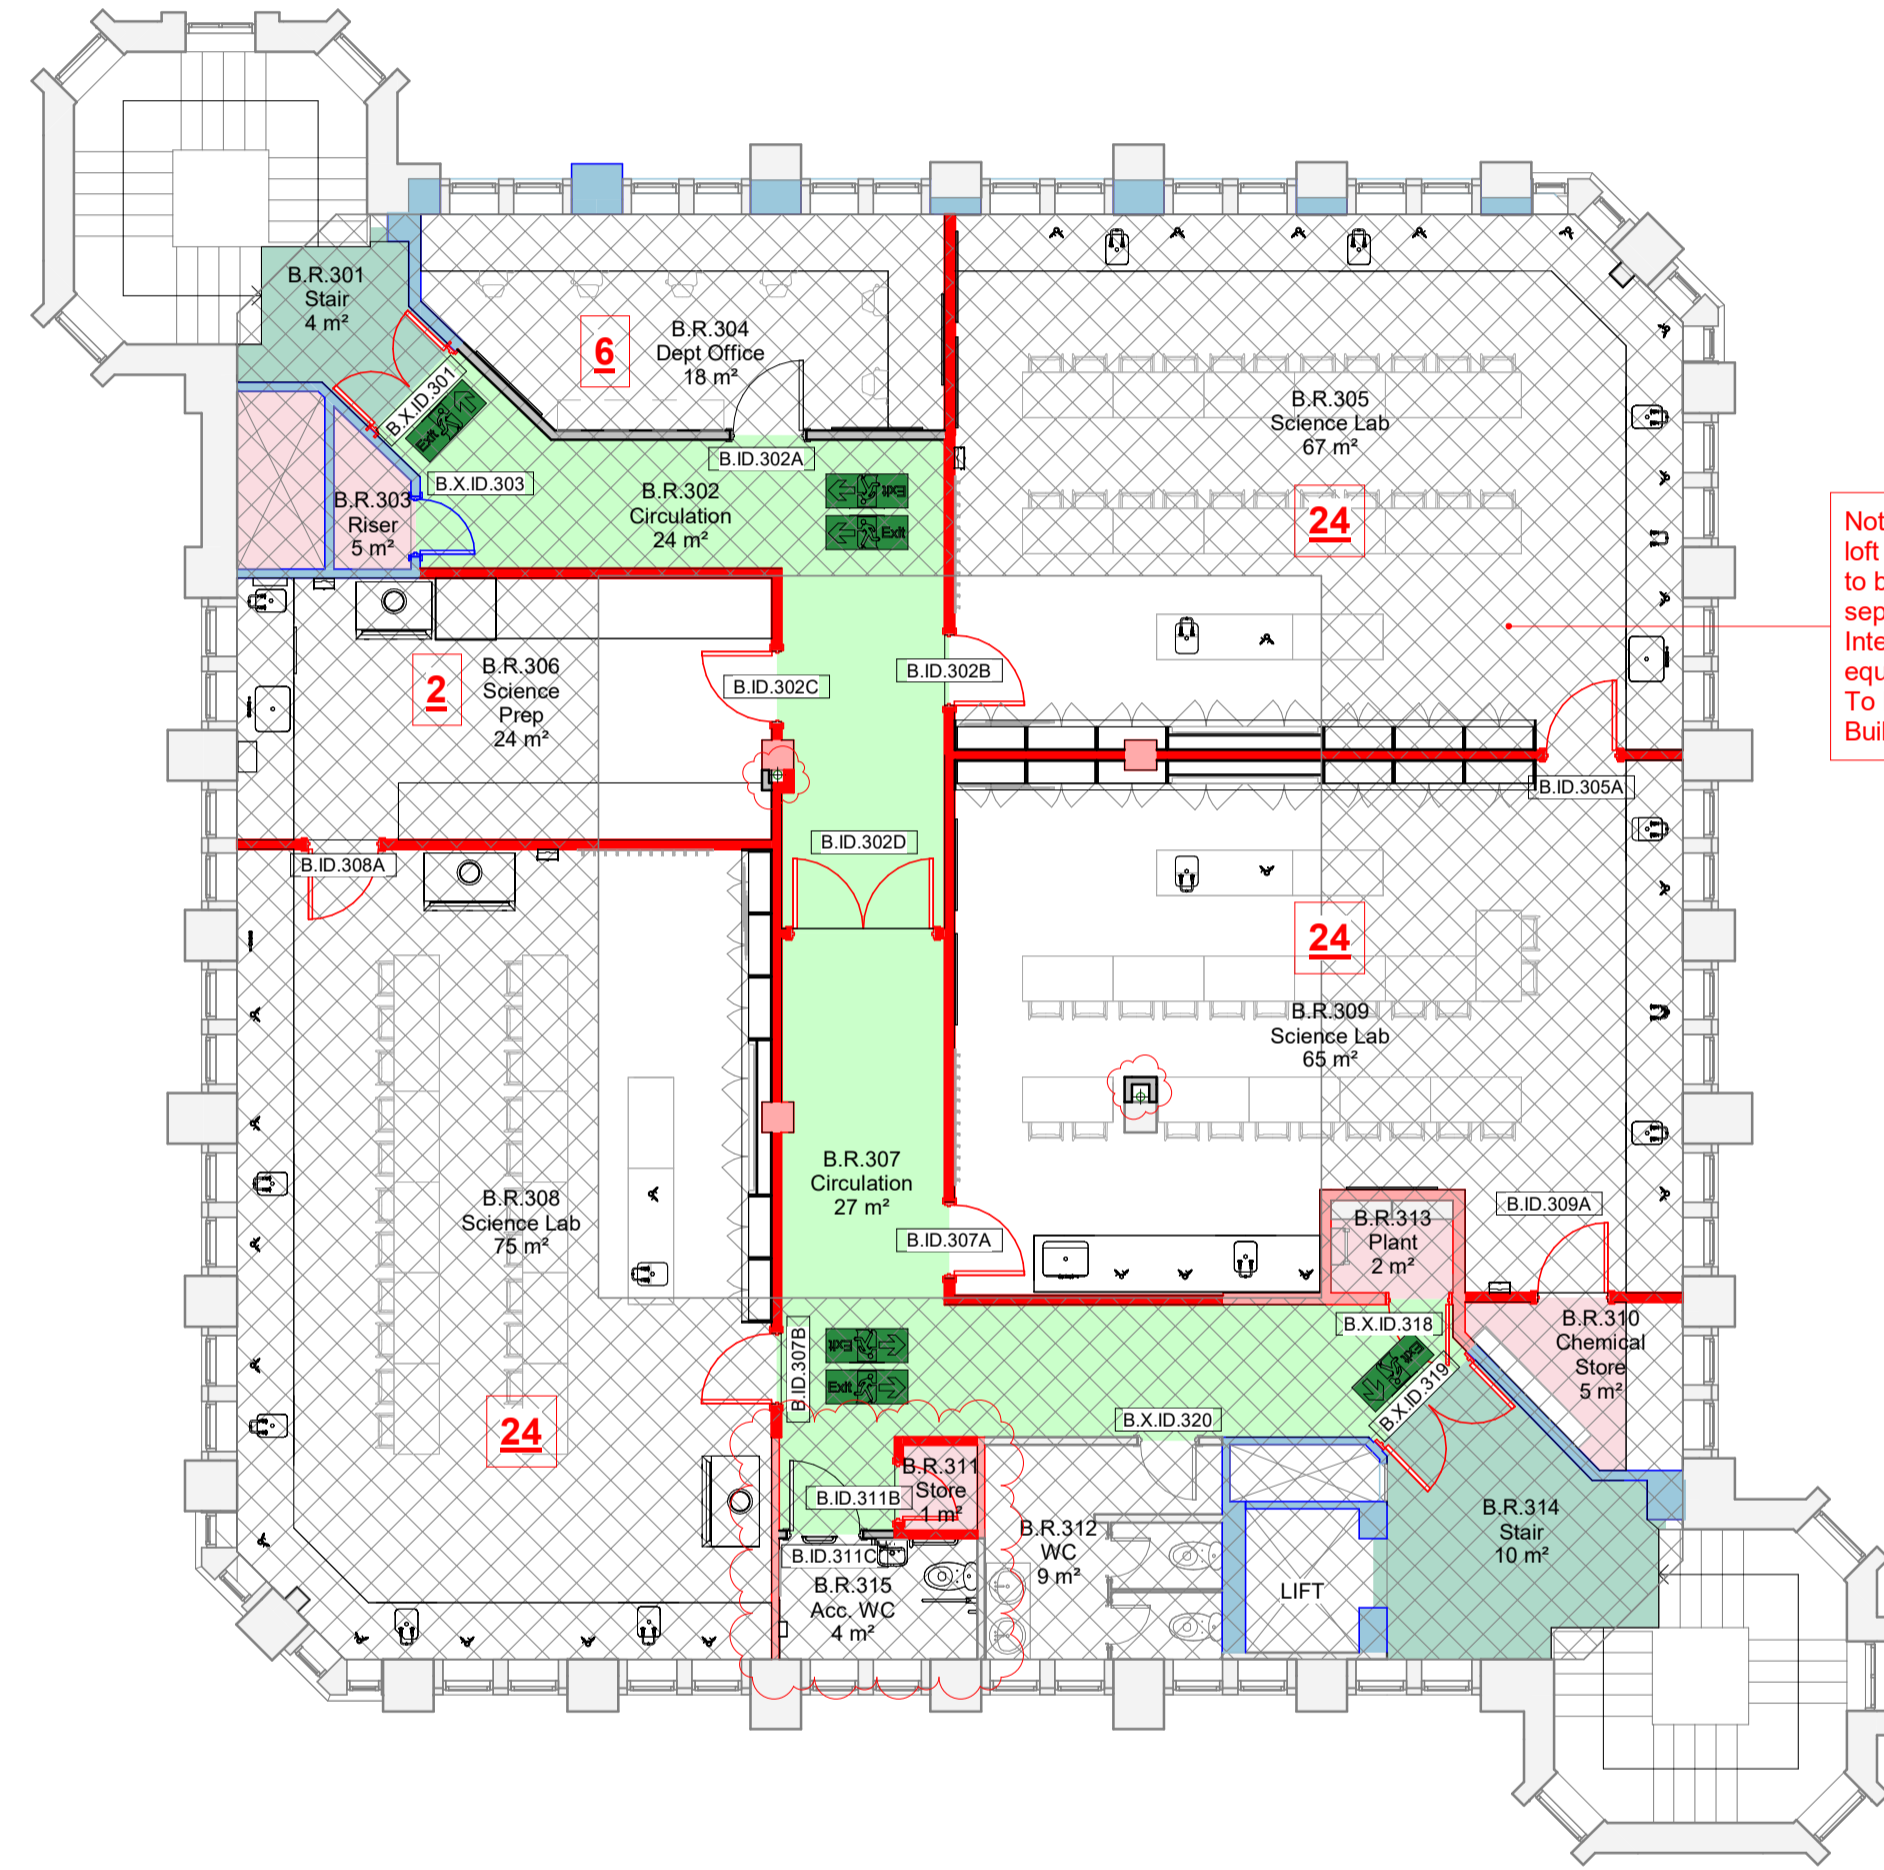 B.R.301
Stair
4 m²
B.X.ID.301
Exit
B.X.ID.303
B.R.303
Riser
5 m²
6
B.R.304
Dept Office
18 m²
B.ID.302A
B.R.302
Circulation
24 m²
Exit
Exit
B.R.305
Science Lab
67 m²
24
Not
loft
to b
sep
Inte
equ
To
Buil
2
B.R.306
Science
Prep
24 m²
B.ID.302C
B.ID.302B
B.ID.305A
B.ID.308A
B.ID.302D
24
B.R.309
Science Lab
65 m²
B.R.307
Circulation
27 m²
B.R.308
Science Lab
75 m²
24
B.ID.307A
B.ID.307B
B.R.313
Plant
2 m²
B.ID.309A
B.X.ID.318
B.R.310
Chemical
Store
5 m²
Exit
Exit
Exit
B.X.ID.319
B.X.ID.320
B.R.311
Store
1 m²
B.ID.311B
B.ID.311C
B.R.315
Acc. WC
4 m²
B.R.312
WC
9 m²
LIFT
B.R.314
Stair
10 m²